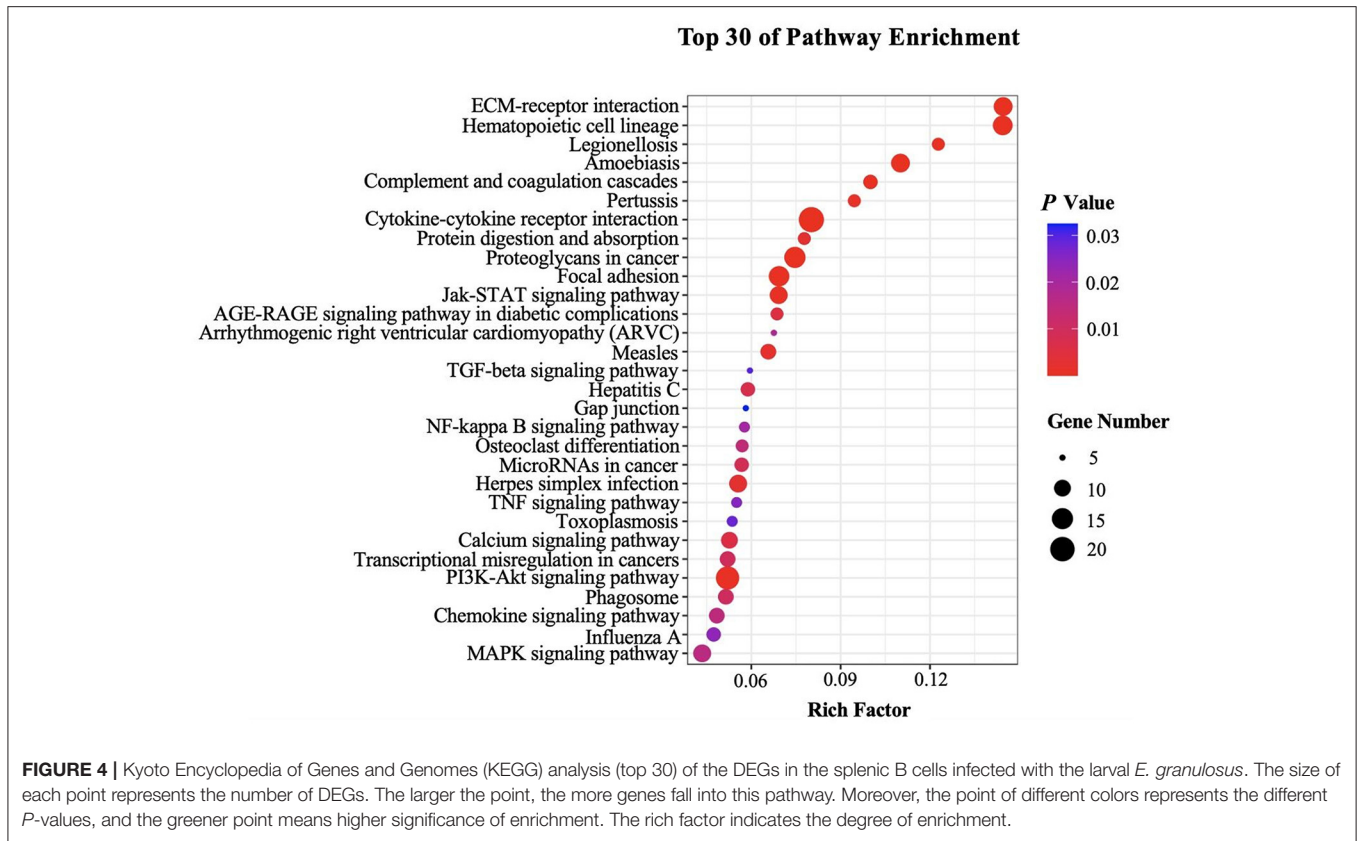 Top 30 of Pathway Enrichment
ECM-receptor interaction
Hematopoietic cell lineage
Legionellosis
Amoebiasis
Complement and coagulation cascades
Pertussis
Cytokine-cytokine receptor interaction
Protein digestion and absorption
Proteoglycans in cancer
Focal adhesion
Jak-STAT signaling pathway
AGE-RAGE signaling pathway in diabetic complications
Arrhythmogenic right ventricular cardiomyopathy (ARVC)
Measles
TGF-beta signaling pathway
Hepatitis C
Gap junction
NF-kappa B signaling pathway
Osteoclast differentiation
MicroRNAs in cancer
Herpes simplex infection
TNF signaling pathway
Toxoplasmosis
Calcium signaling pathway
Transcriptional misregulation in cancers
PI3K-Akt signaling pathway
Phagosome
Chemokine signaling pathway
Influenza A
MAPK signaling pathway
0.06 0.09 0.12
Rich Factor
P Value
0.03
0.02
0.01
Gene Number
5
10
15
20
FIGURE 4 | Kyoto Encyclopedia of Genes and Genomes (KEGG) analysis (top 30) of the DEGs in the splenic B cells infected with the larval E. granulosus. The size of
each point represents the number of DEGs. The larger the point, the more genes fall into this pathway. Moreover, the point of different colors represents the different
P-values, and the greener point means higher significance of enrichment. The rich factor indicates the degree of enrichment.